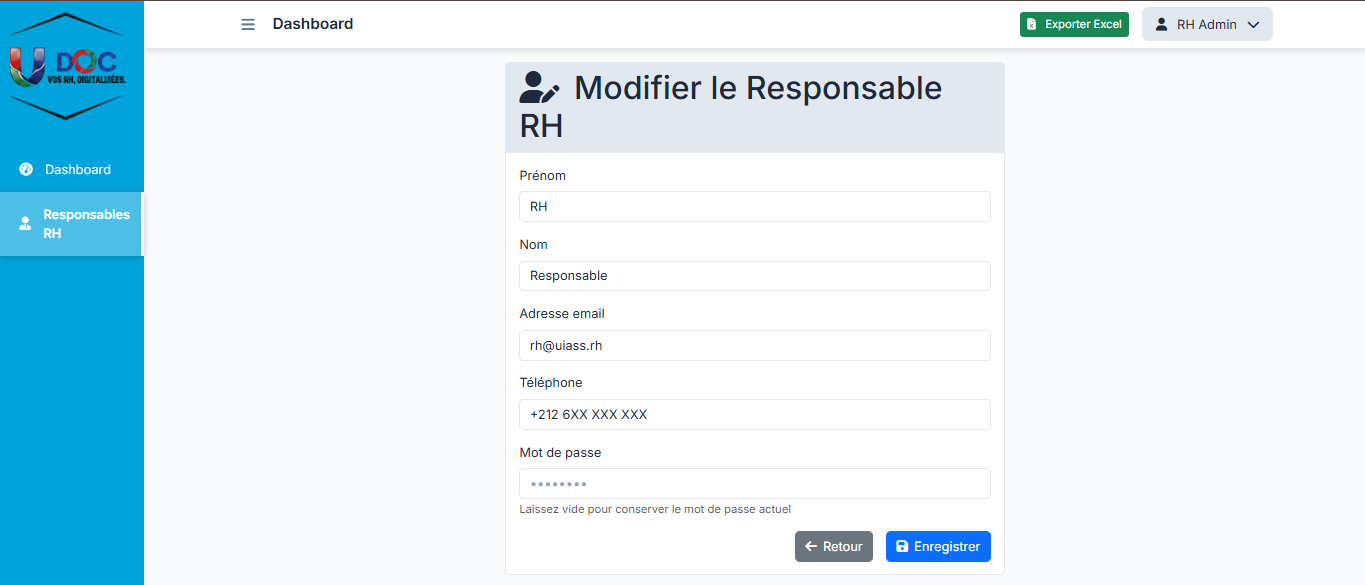 U DOC
VOS RH, DIGITALISÉES.
Dashboard
Exporter Excel
RH Admin
Dashboard
Responsables
RH
Modifier le Responsable
RH
Prénom
RH
Nom
Responsable
Adresse email
rh@uiass.rh
Téléphone
+212 6XX XXX XXX
Mot de passe
••••••••
Laissez vide pour conserver le mot de passe actuel
Retour
Enregistrer